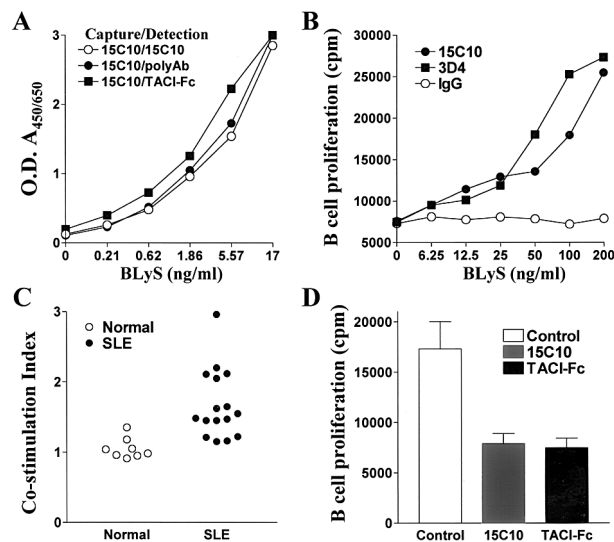 A
Capture/Detection
15C10/15C10
15C10/polyAb
15C10/TACI-Fc
O.D. A450/650
3
2
1
0
0 0.21 0.62 1.86 5.57 17
BLyS (ng/ml)
B
15C10
3D4
IgG
B cell proliferation (cpm)
30000
25000
20000
15000
10000
5000
0 6.25 12.5 25 50 100 200
BLyS (ng/ml)
C
Normal
SLE
Co-stimulation Index
3
2
1
0
Normal SLE
D
Control
15C10
TACI-Fc
B cell proliferation (cpm)
20000
15000
10000
5000
0
Control 15C10 TACI-Fc